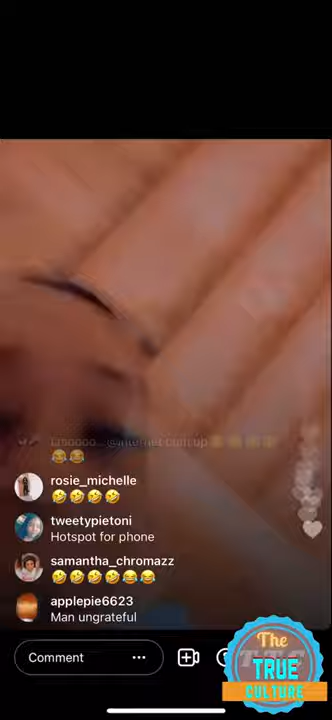 😂😂
rosie_michelle
🤣🤣🤣🤣
tweetypietoni
Hotspot for phone
samantha_chromazz
🤣🤣🤣🤣😂😂
applepie6623
Man ungrateful
Comment
The
TRUE
CULTURE